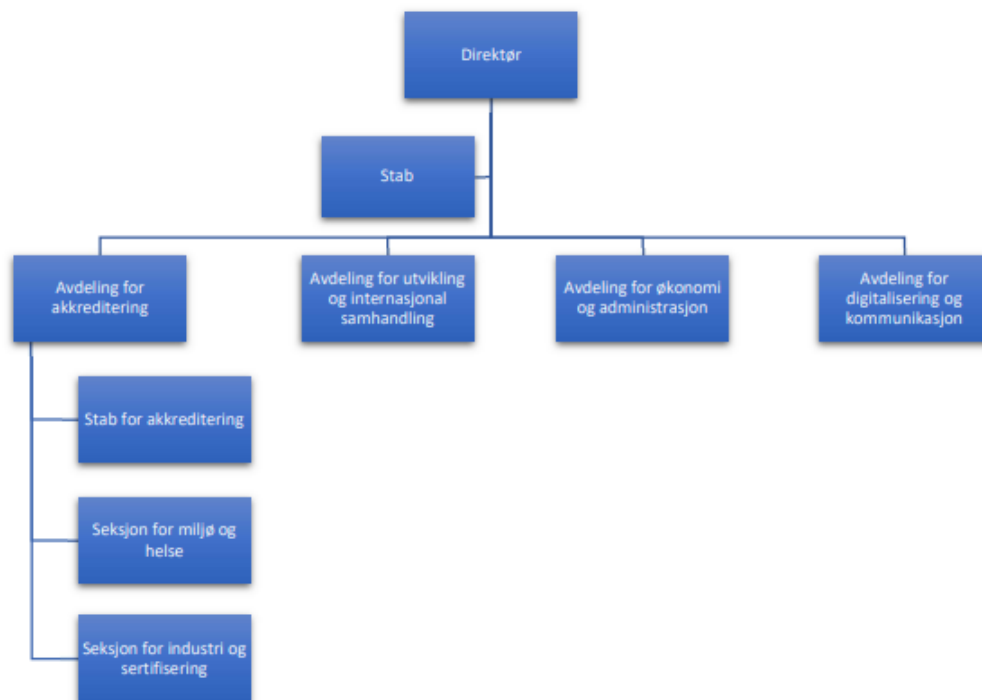 Direktør
Stab
Avdeling for
akkreditering
Avdeling for utvikling
og internasjonal
samhandling
Avdeling for økonomi
og administrasjon
Avdeling for
digitalisering og
kommunikasjon
Stab for akkreditering
Seksjon for miljø og
helse
Seksjon for industri og
sertifisering